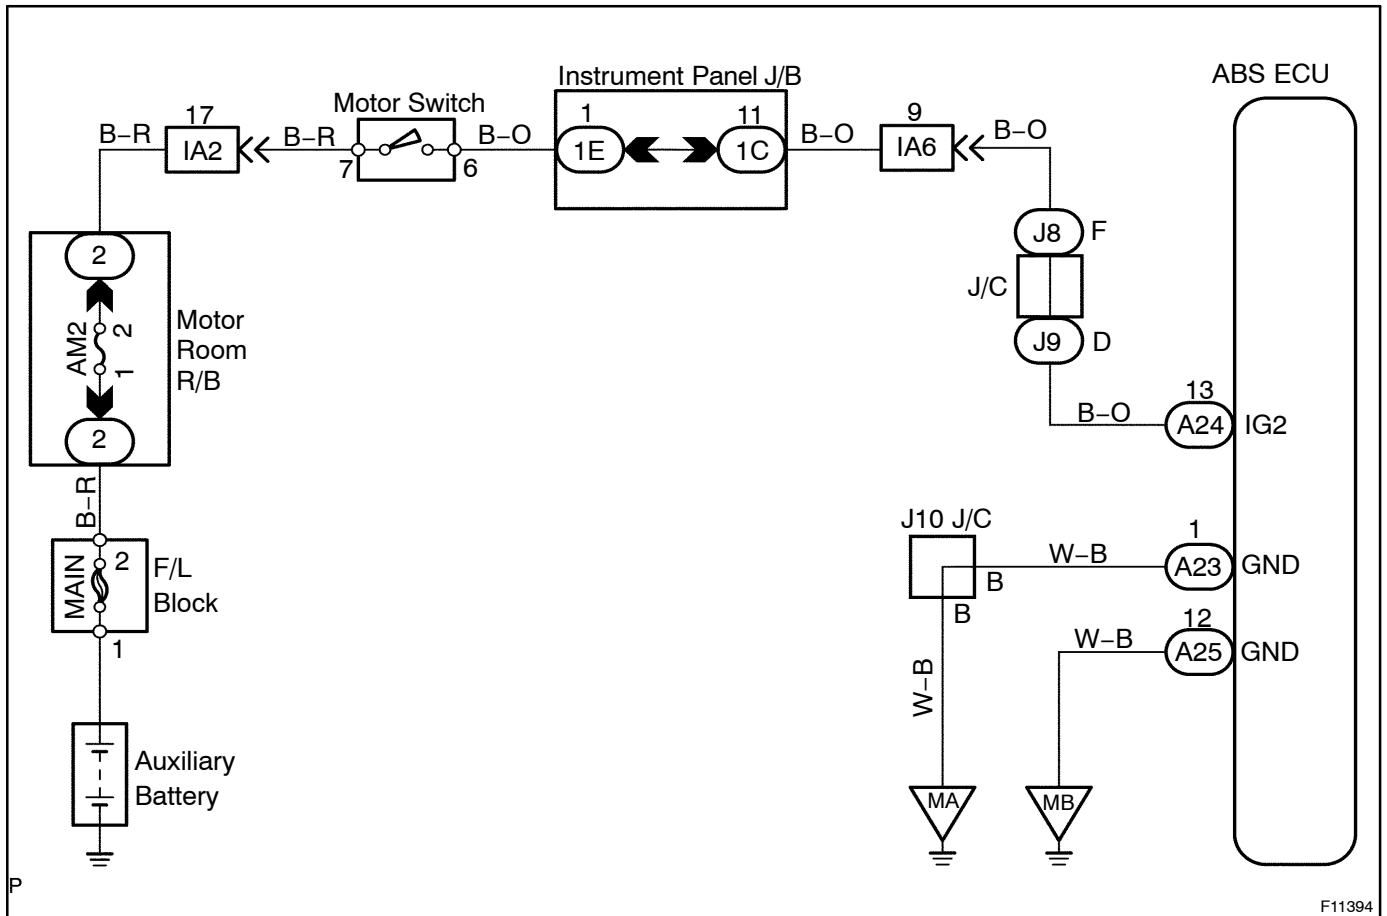 ABS ECU
Instrument Panel J/B
Motor Switch
17
1
11
9
B–R
IA2
B–R
7
6
B–O
1E
1C
B–O
IA6
B–O
J8
F
J/C
J9
D
2
AM2
2
1
Motor
Room
R/B
2
13
B–O
A24
IG2
B–R
J10 J/C
1
MAIN
2
F/L
Block
1
B
B
W–B
A23
GND
12
W–B
A25
GND
W–B
Auxiliary
Battery
MA
MB
P
F11394